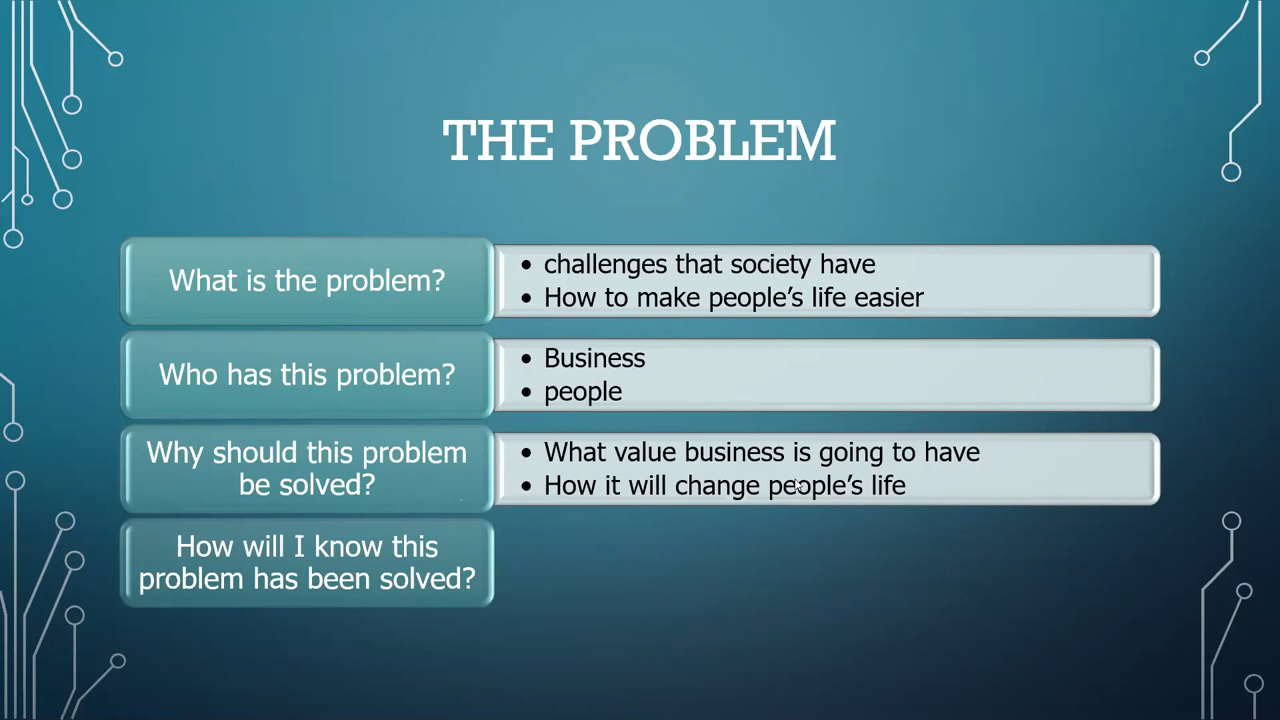 THE PROBLEM
What is the problem?
• challenges that society have
• How to make people’s life easier
Who has this problem?
• Business
• people
Why should this problem
be solved?
• What value business is going to have
• How it will change people’s life
How will I know this
problem has been solved?